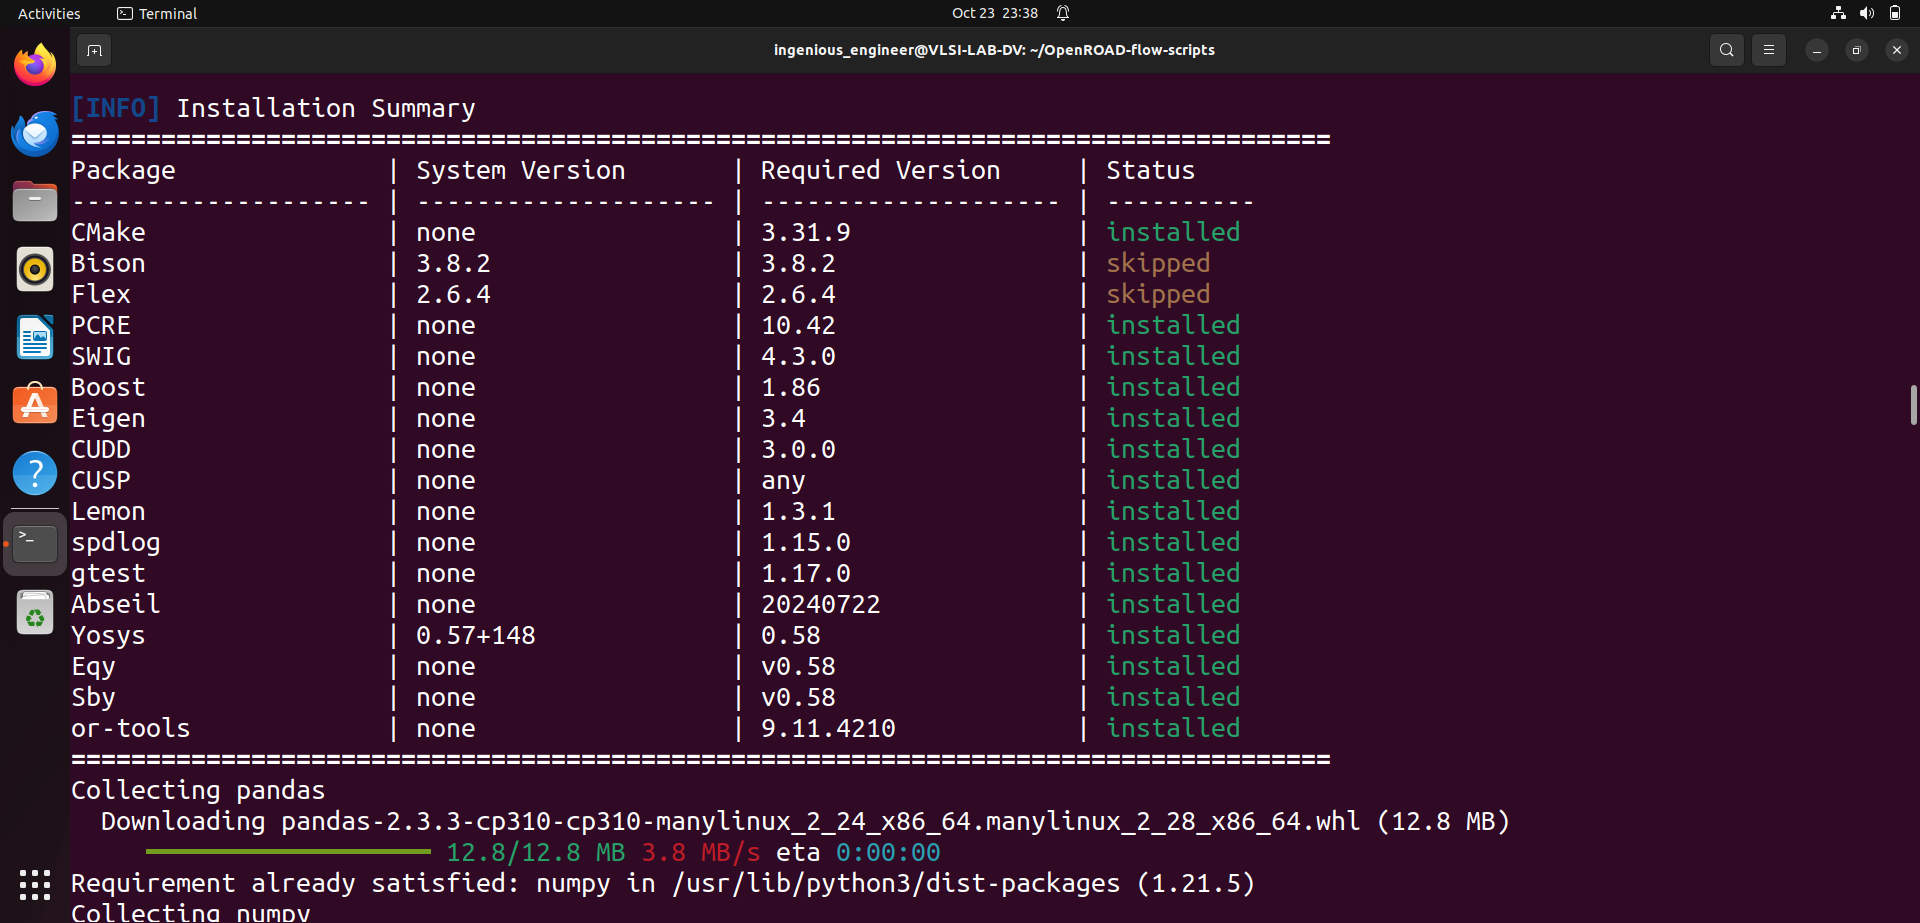 Activities Terminal Oct 23 23:38
ingenious_engineer@VLSI-LAB-DV: ~/OpenROAD-flow-scripts
[INFO] Installation Summary
====================================================================================
Package | System Version | Required Version | Status
-------------------- | -------------------- | -------------------- | ----------
CMake | none | 3.31.9 | installed
Bison | 3.8.2 | 3.8.2 | skipped
Flex | 2.6.4 | 2.6.4 | skipped
PCRE | none | 10.42 | installed
SWIG | none | 4.3.0 | installed
Boost | none | 1.86 | installed
Eigen | none | 3.4 | installed
CUDD | none | 3.0.0 | installed
CUSP | none | any | installed
Lemon | none | 1.3.1 | installed
spdlog | none | 1.15.0 | installed
gtest | none | 1.17.0 | installed
Abseil | none | 20240722 | installed
Yosys | 0.57+148 | 0.58 | installed
Eqy | none | v0.58 | installed
Sby | none | v0.58 | installed
or-tools | none | 9.11.4210 | installed
====================================================================================
Collecting pandas
Downloading pandas-2.3.3-cp310-cp310-manylinux_2_24_x86_64.manylinux_2_28_x86_64.whl (12.8 MB)
12.8/12.8 MB 3.8 MB/s eta 0:00:00
Requirement already satisfied: numpy in /usr/lib/python3/dist-packages (1.21.5)
Collecting numpy